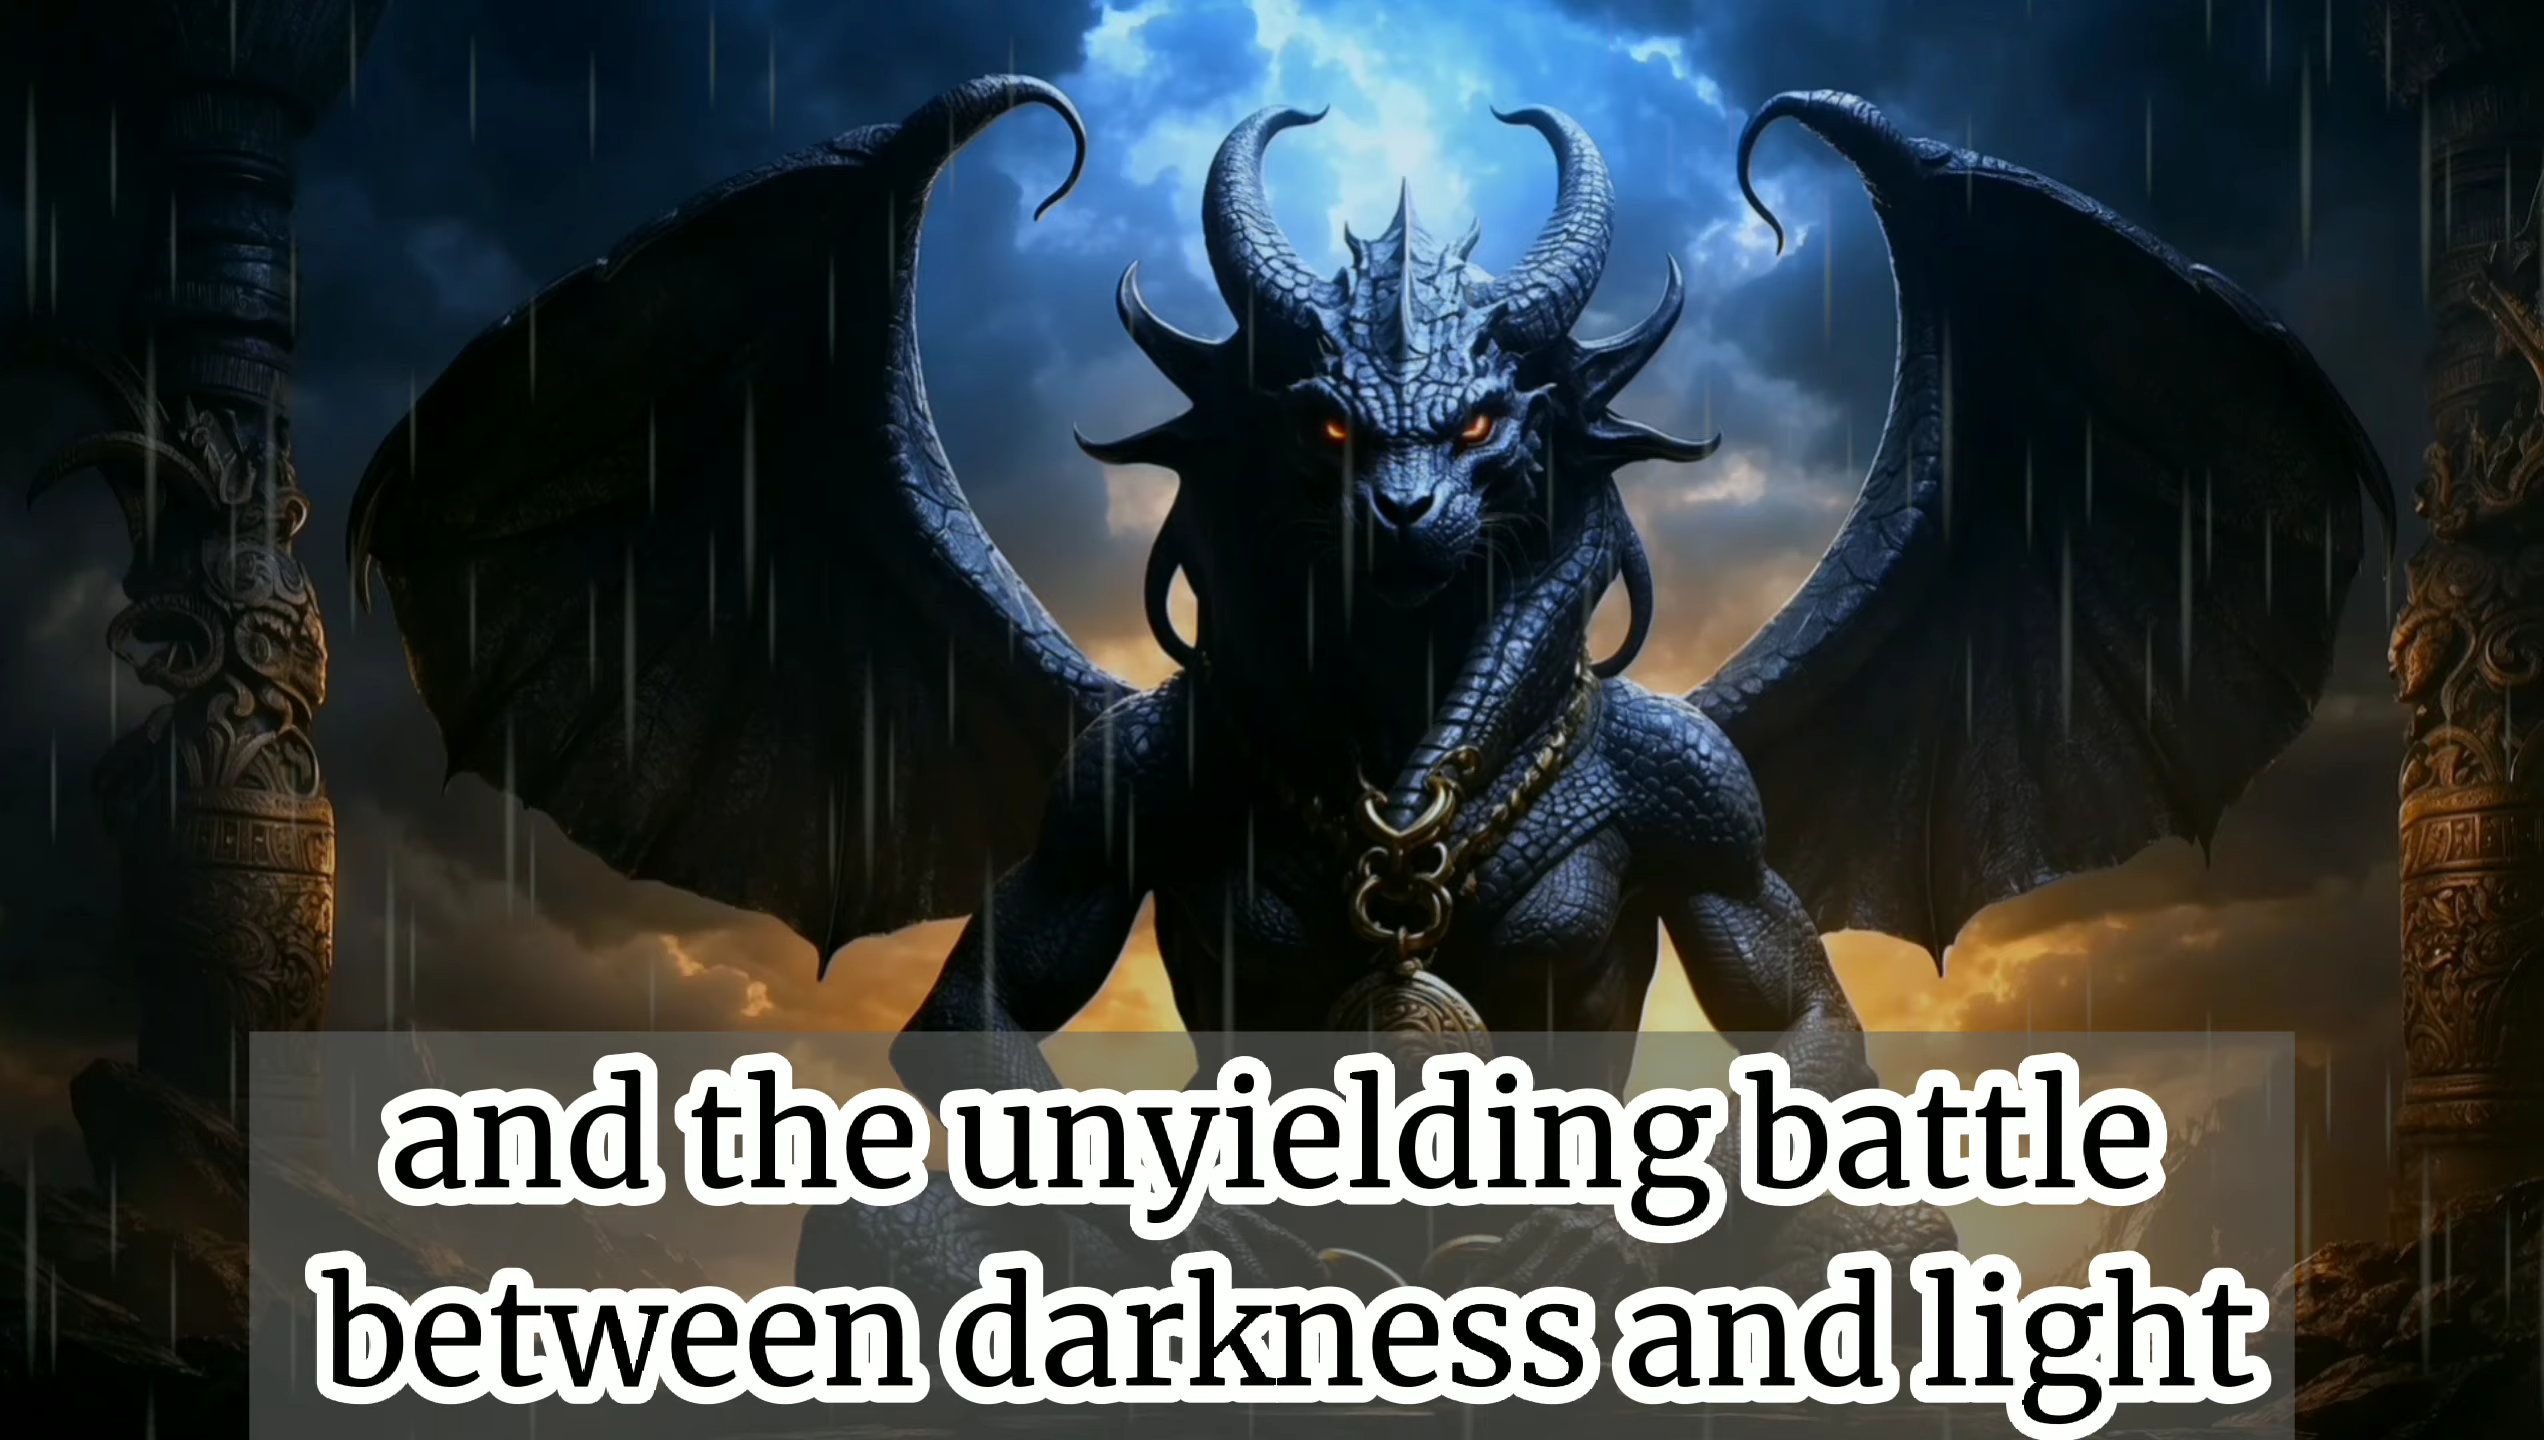 and the unyielding battle
between darkness and light